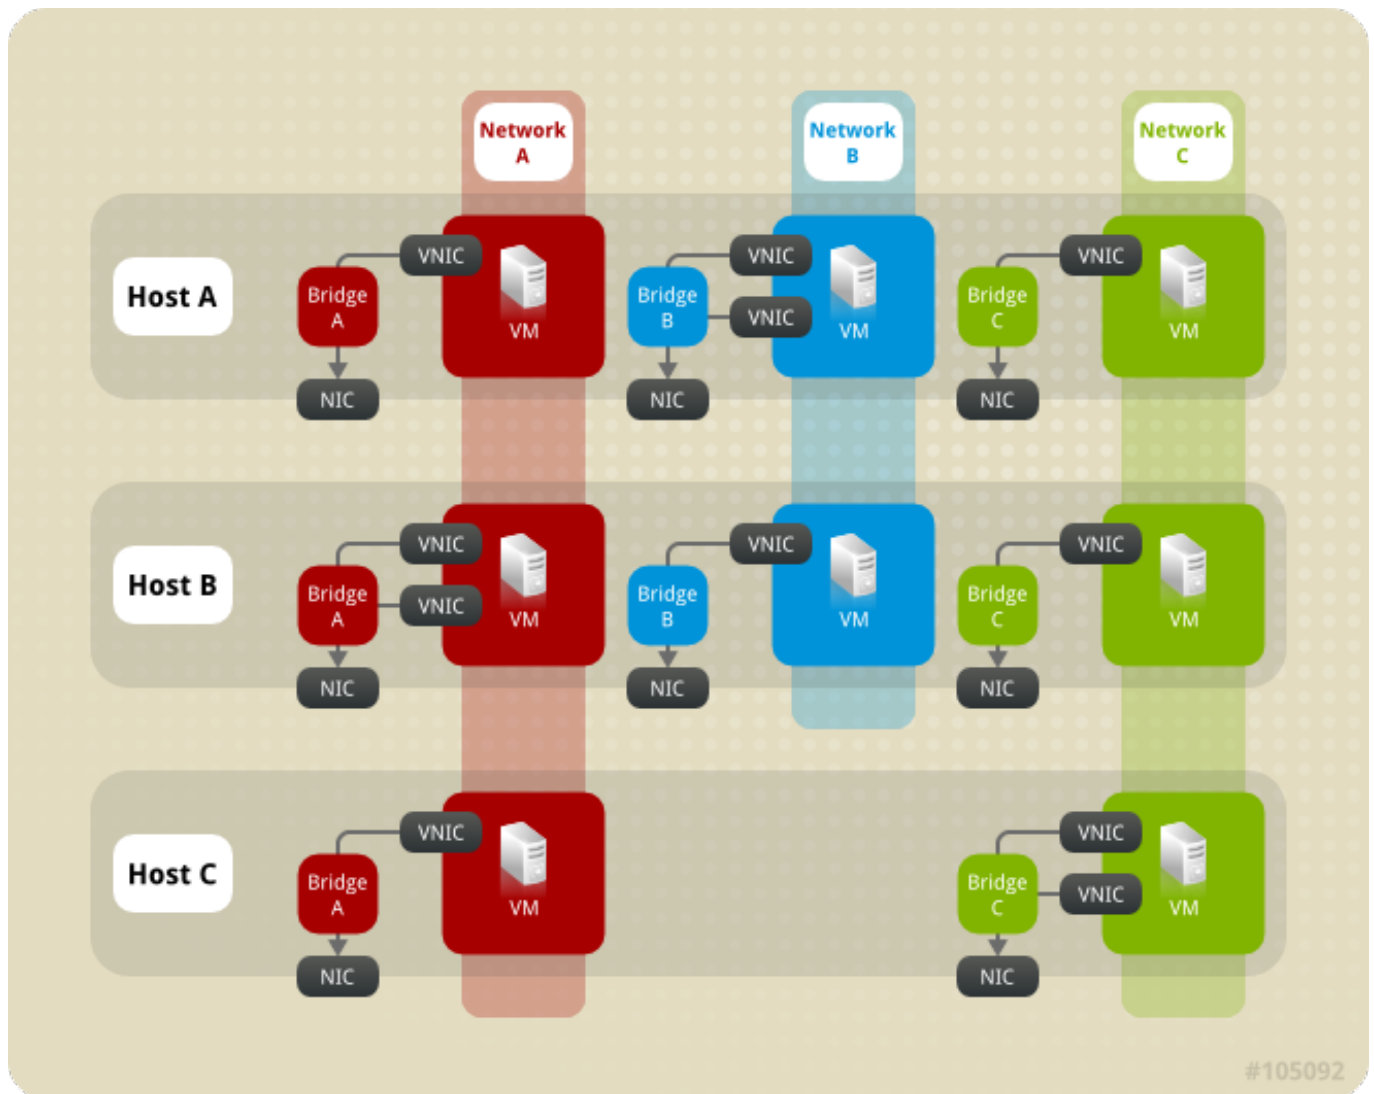 Network
A
Network
B
Network
C
Host A
VNIC
Bridge
A
VM
NIC
VNIC
Bridge
B
VNIC
VM
NIC
VNIC
Bridge
C
VM
NIC
Host B
VNIC
Bridge
A
VNIC
VM
NIC
VNIC
Bridge
B
VM
NIC
VNIC
Bridge
C
VM
NIC
Host C
VNIC
Bridge
A
VM
NIC
VNIC
Bridge
C
VNIC
VM
NIC
#105092